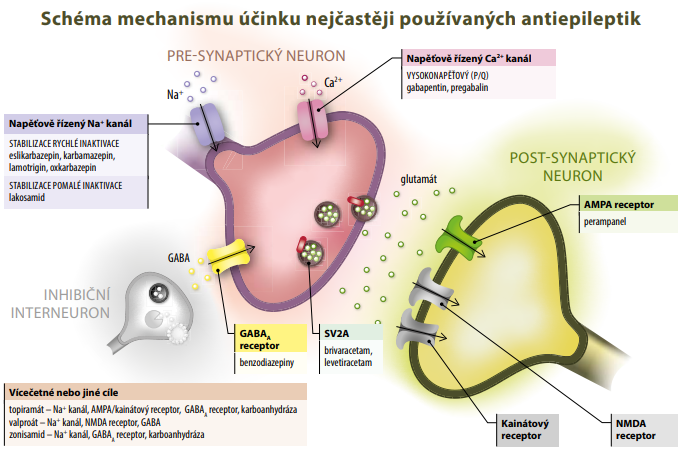 Schéma mechanismu účinku nejčastěji používaných antiepileptik
PRE-SYNAPTICKÝ NEURON
Na⁺
Ca²⁺
Napěťově řízený Ca²⁺ kanál
VYSOKONAPĚŤOVÝ (P/Q)
gabapentin, pregabalin
Napěťově řízený Na⁺ kanál
STABILIZACE RYCHLÉ INAKTIVACE
eslikarbazepin, karbamazepin,
lamotrigin, oxkarbazepin
STABILIZACE POMALÉ INAKTIVACE
lakosamid
POST-SYNAPTICKÝ
NEURON
glutamát
AMPA receptor
perampanel
GABA
INHIBIČNÍ
INTERNEURON
GABA_A
receptor
benzodiazepiny
SV2A
brivaracetam,
levetiracetam
Vícečetné nebo jiné cíle
topiramát – Na⁺ kanál, AMPA/kainátový receptor, GABA_A receptor, karboanhydráza
valproát – Na⁺ kanál, NMDA receptor, GABA
zonisamid – Na⁺ kanál, GABA_A receptor, karboanhydráza
Kainátový
receptor
NMDA
receptor